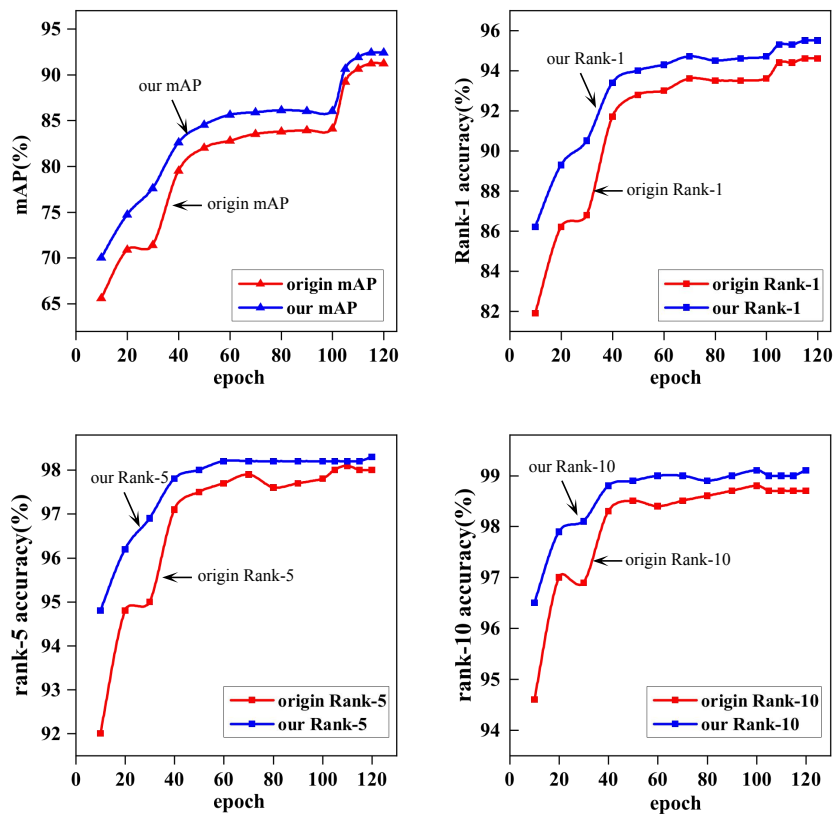 95
90
85
80
75
70
65
mAP(%)
our mAP
origin mAP
origin mAP
our mAP
0 20 40 60 80 100 120
epoch
96
94
92
90
88
86
84
82
Rank-1 accuracy(%)
our Rank-1
origin Rank-1
origin Rank-1
our Rank-1
0 20 40 60 80 100 120
epoch
98
97
96
95
94
93
92
rank-5 accuracy(%)
our Rank-5
origin Rank-5
origin Rank-5
our Rank-5
0 20 40 60 80 100 120
epoch
99
98
97
96
95
94
rank-10 accuracy(%)
our Rank-10
origin Rank-10
origin Rank-10
our Rank-10
0 20 40 60 80 100 120
epoch